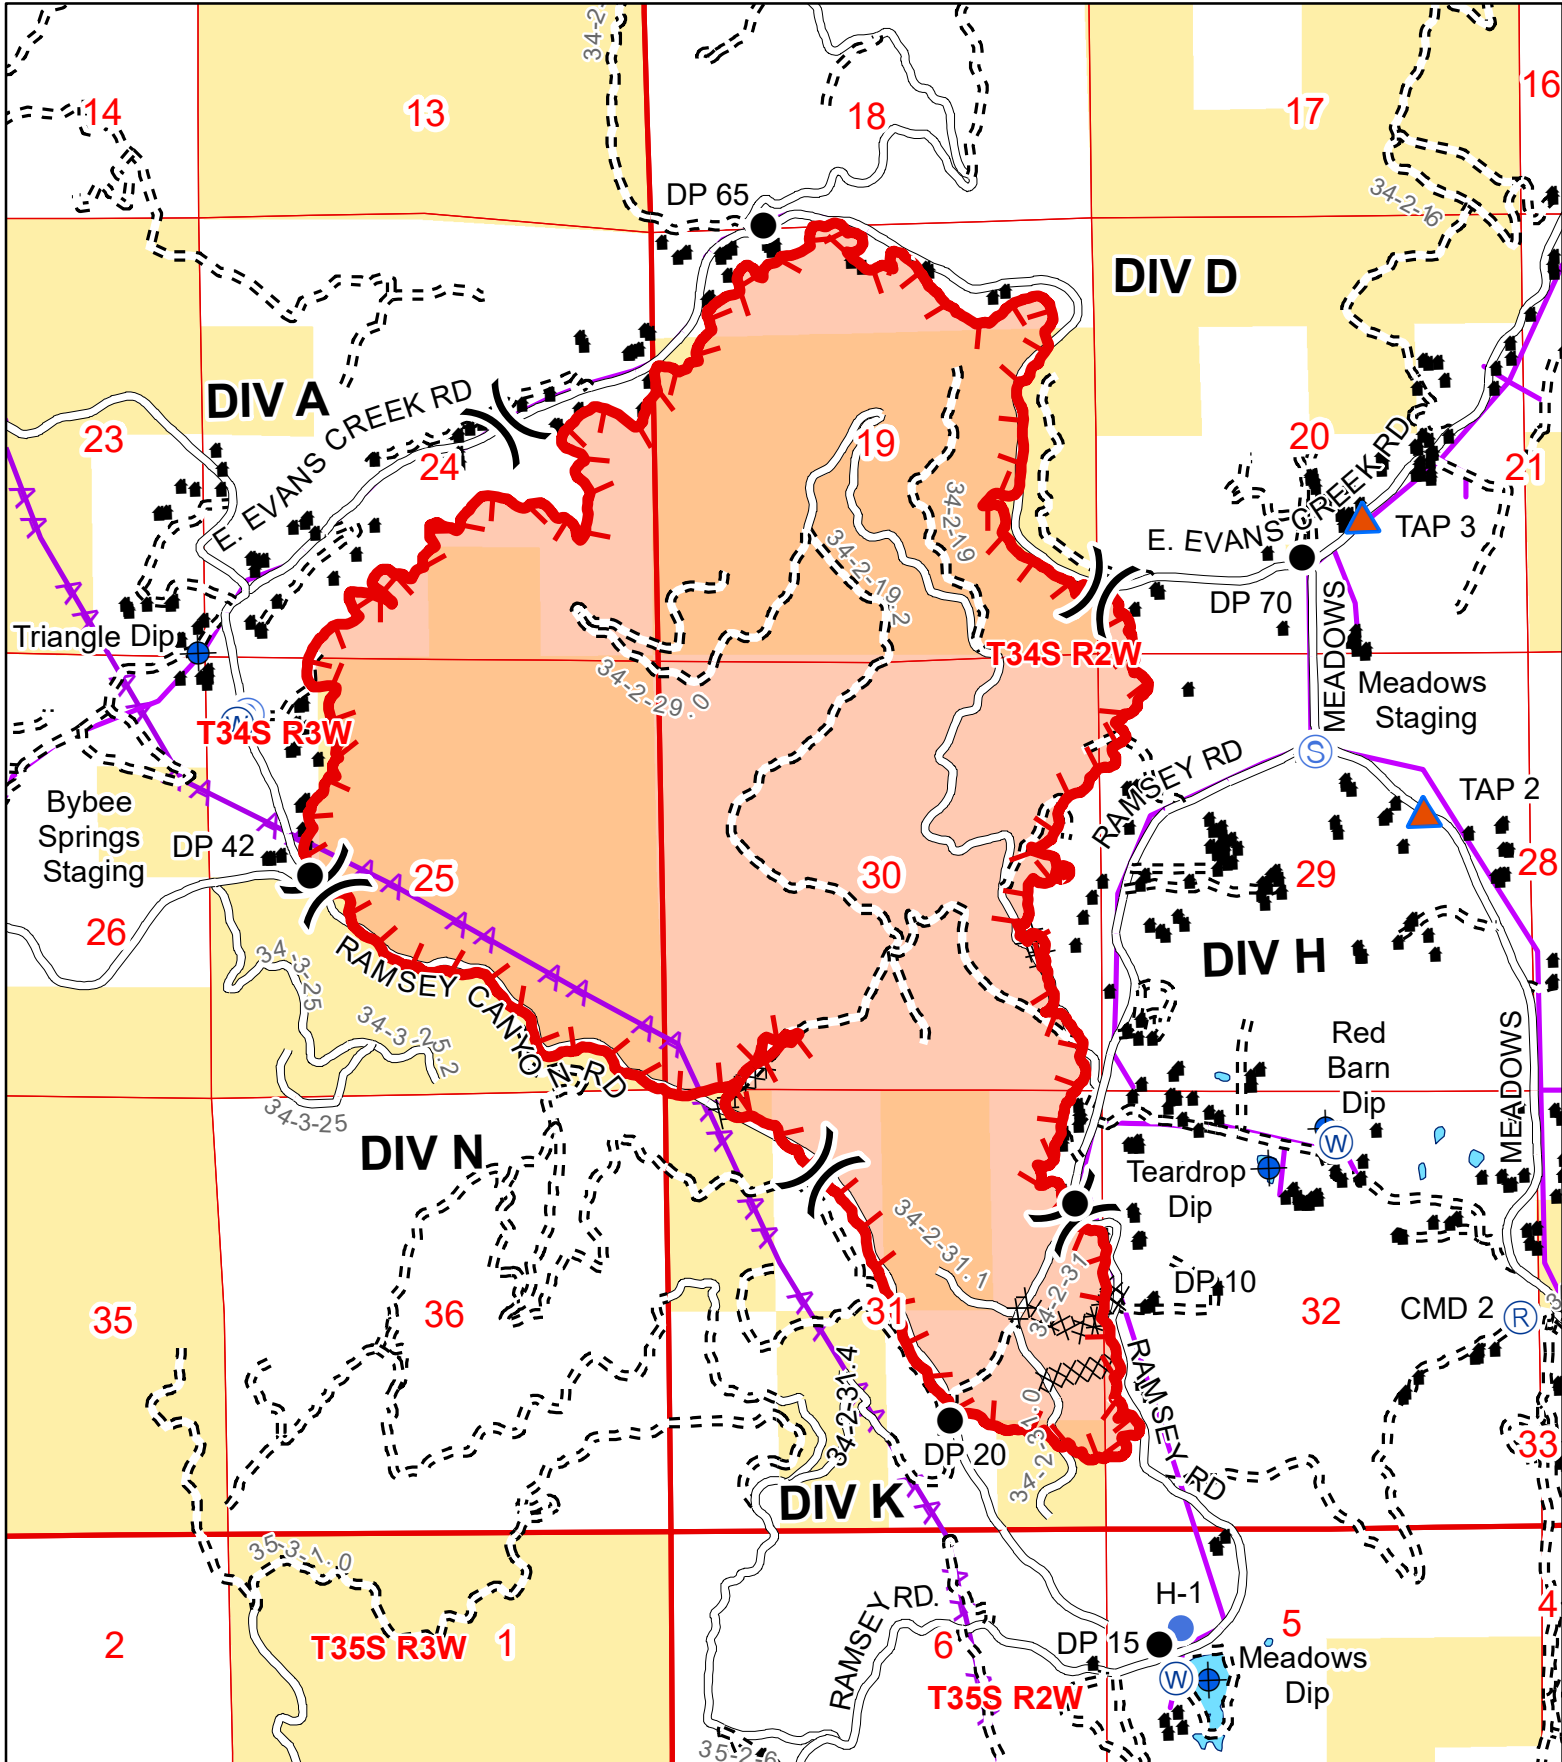 34-2
14
13
18
17
16
34-2-16
DP 65
DIV D
DIV A
E. EVANS CREEK RD
23
24
19
20
21
34-2-19
34-2-19.2
E. EVANS CREEK RD
TAP 3
DP 70
MEADOWS
Triangle Dip
T34S R2W
34-2-29.0
W
T34S R3W
Meadows
Staging
S
RAMSEY RD
TAP 2
Bybee
Springs
Staging
DP 42
25
30
29
28
26
RAMSEY CANYON RD
DIV H
34-3-25
34-3-25.2
34-3-25
Red
Barn
Dip
MEADOWS
W
DIV N
Teardrop
Dip
34-2-31.1
34-2-31
DP 10
35
36
31
32
CMD 2
R
34-2-31.4
RAMSEY RD
34-2-31.0
DP 20
33
DIV K
35-3-1.0
RAMSEY RD.
H-1
2
T35S R3W
1
6
DP 15
5
4
Meadows
Dip
W
T35S R2W
35-2-6